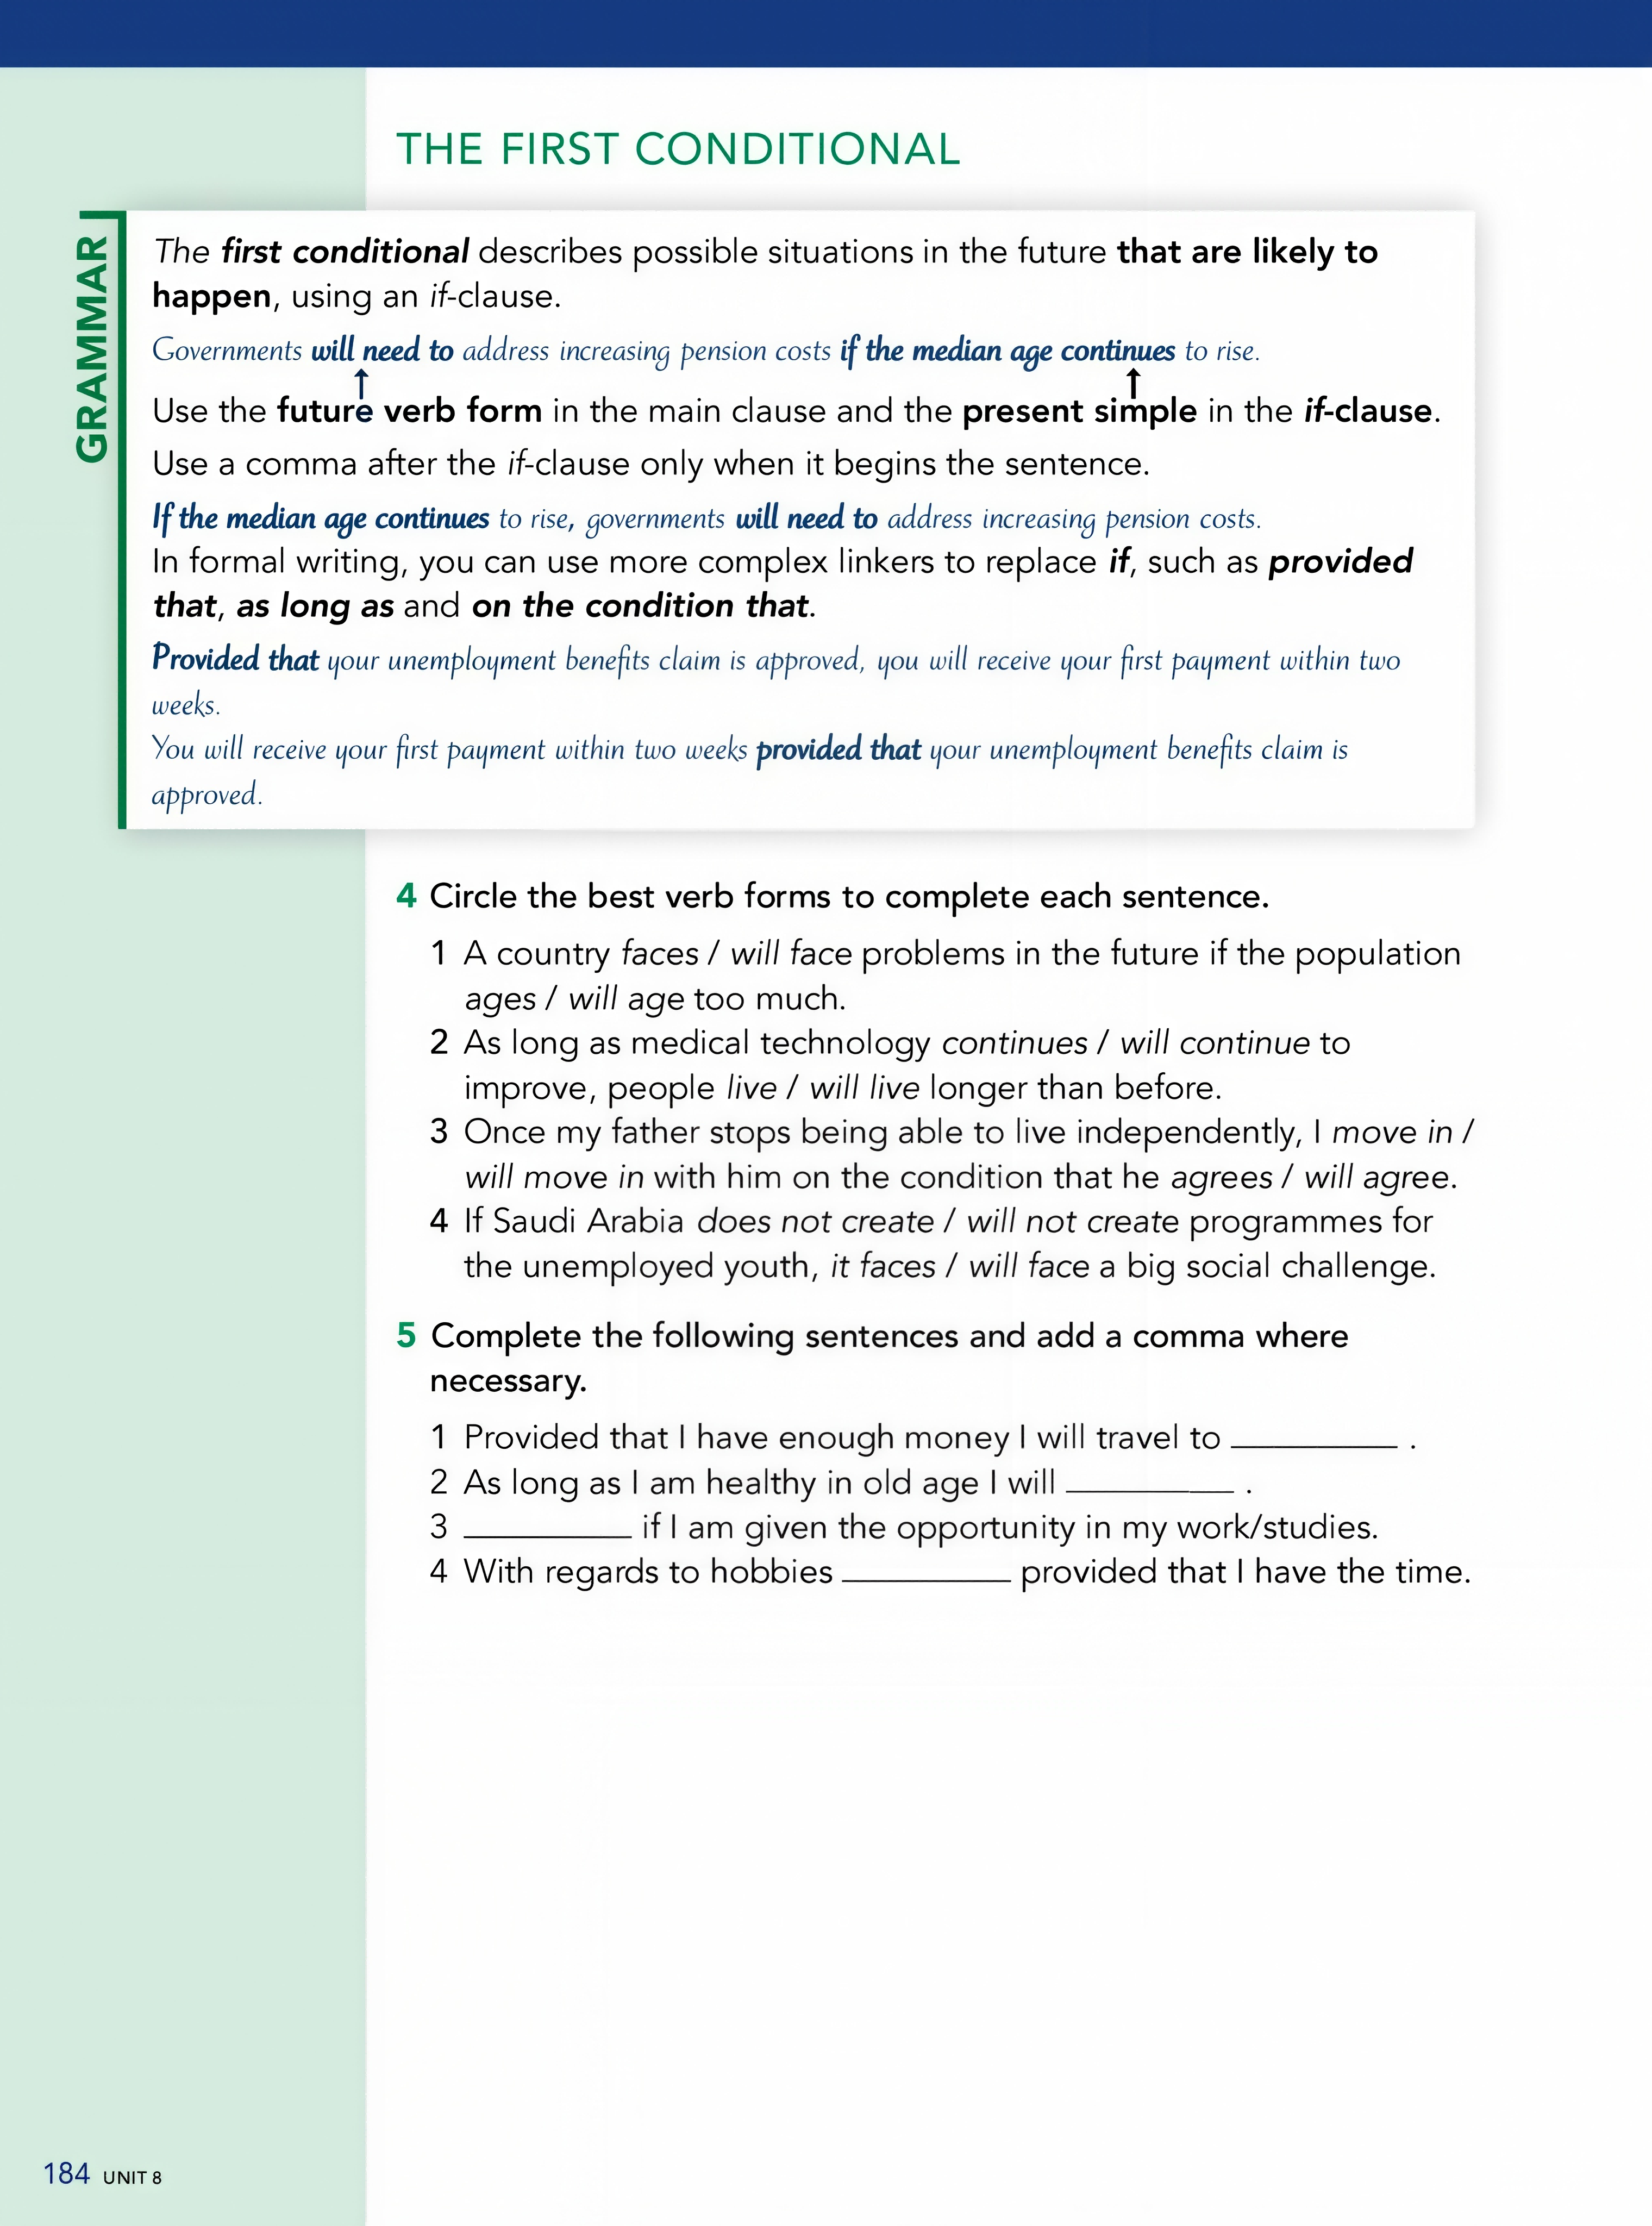 THE FIRST CONDITIONAL
GRAMMAR
The first conditional describes possible situations in the future that are likely to
happen, using an if-clause.
Governments will need to address increasing pension costs if the median age continues to rise.
Use the future verb form in the main clause and the present simple in the if-clause.
Use a comma after the if-clause only when it begins the sentence.
If the median age continues to rise, governments will need to address increasing pension costs.
In formal writing, you can use more complex linkers to replace if, such as provided
that, as long as and on the condition that.
Provided that your unemployment benefits claim is approved, you will receive your first payment within two
weeks.
You will receive your first payment within two weeks provided that your unemployment benefits claim is
approved.
4 Circle the best verb forms to complete each sentence.
1 A country faces / will face problems in the future if the population
ages / will age too much.
2 As long as medical technology continues / will continue to
improve, people live / will live longer than before.
3 Once my father stops being able to live independently, I move in /
will move in with him on the condition that he agrees / will agree.
4 If Saudi Arabia does not create / will not create programmes for
the unemployed youth, it faces / will face a big social challenge.
5 Complete the following sentences and add a comma where
necessary.
1 Provided that I have enough money I will travel to __________ .
2 As long as I am healthy in old age I will __________ .
3 __________ if I am given the opportunity in my work/studies.
4 With regards to hobbies __________ provided that I have the time.
184 UNIT 8